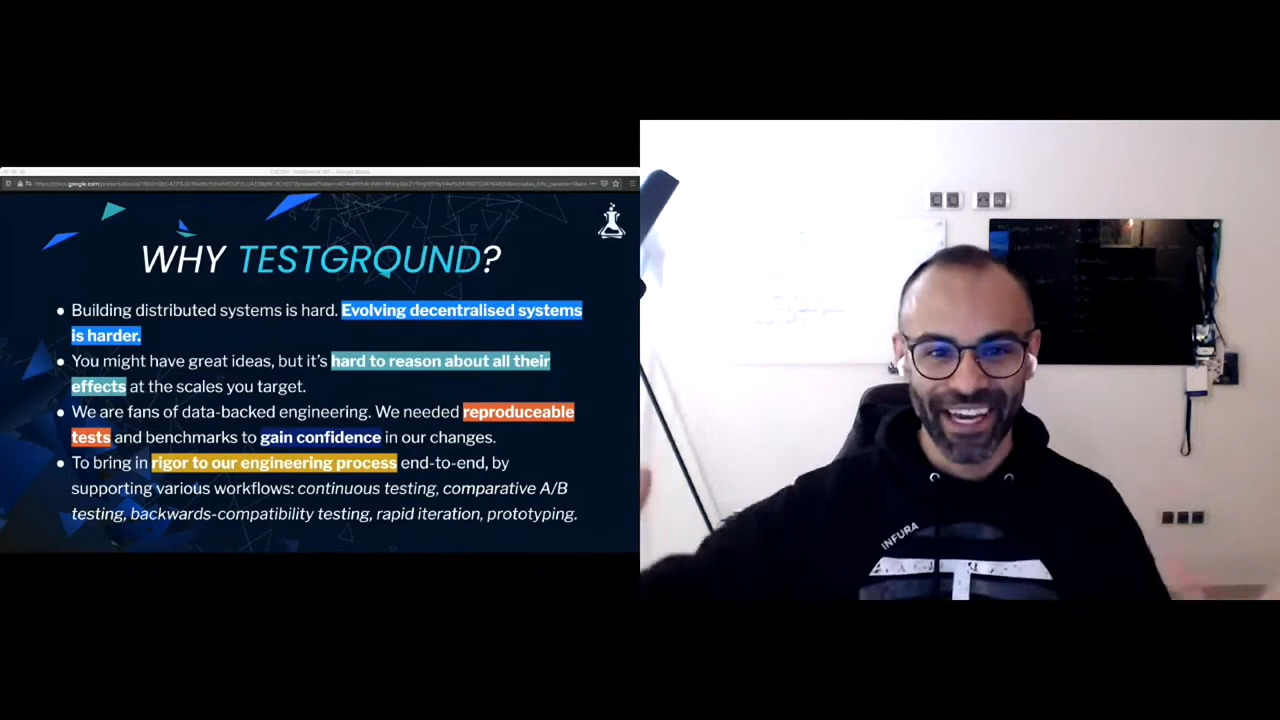 WHY TESTGROUND?
● Building distributed systems is hard. Evolving decentralised systems
is harder.
● You might have great ideas, but it’s hard to reason about all their
effects at the scales you target.
● We are fans of data-backed engineering. We needed reproduceable
tests and benchmarks to gain confidence in our changes.
● To bring in rigor to our engineering process end-to-end, by
supporting various workflows: continuous testing, comparative A/B
testing, backwards-compatibility testing, rapid iteration, prototyping.
INFURA